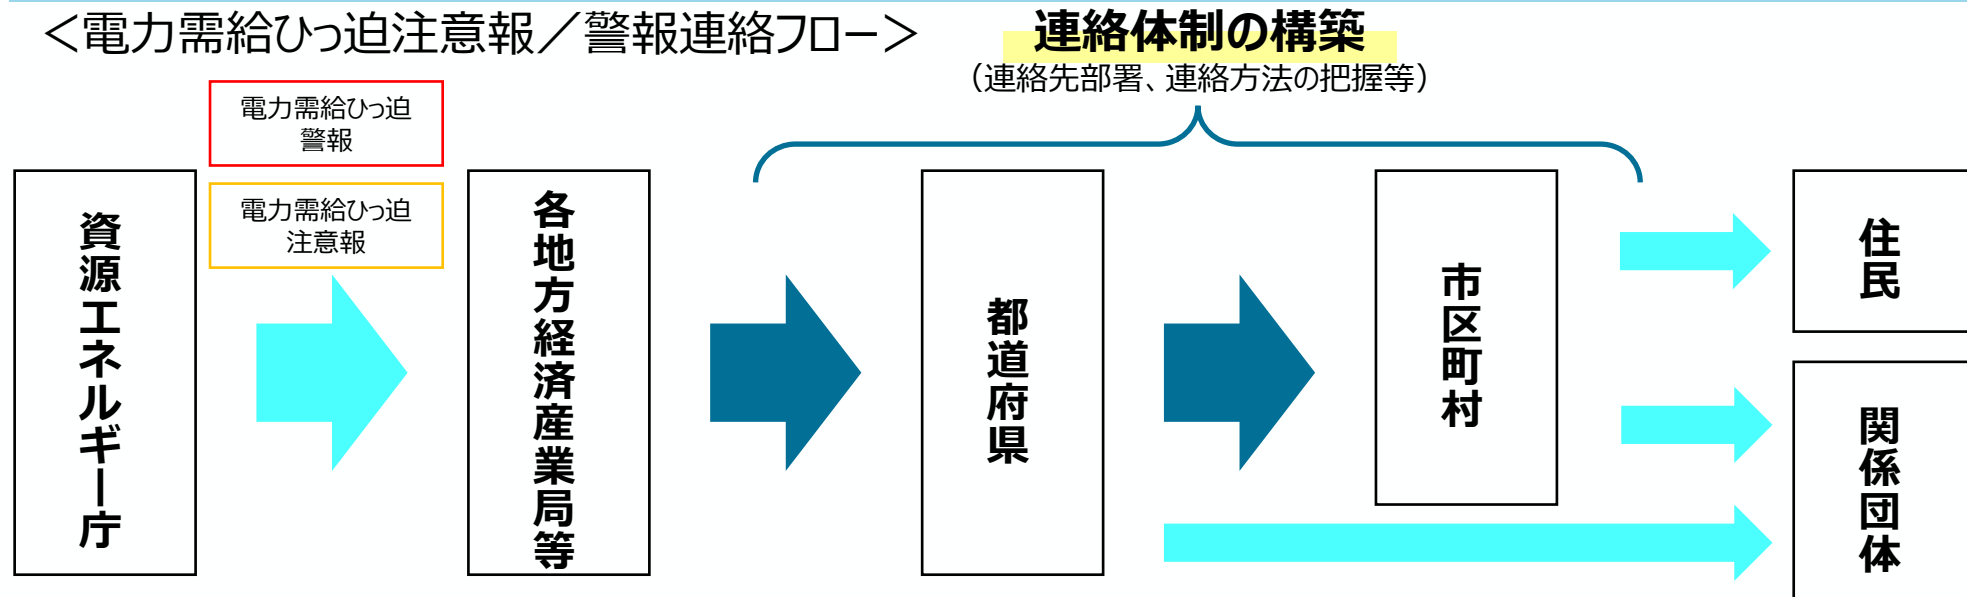 ＜電力需給ひっ迫注意報／警報連絡フロー＞
連絡体制の構築
（連絡先部署、連絡方法の把握等）
電力需給ひっ迫
警報
電力需給ひっ迫
注意報
資源エネルギー庁
各地方経済産業局等
都道府県
市区町村
住民
関係団体